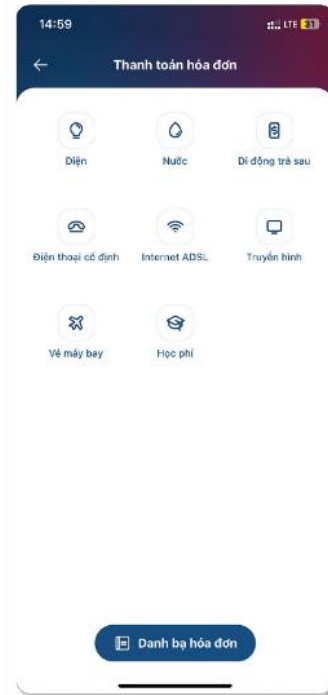 14:59 LTE 31
Thanh toán hóa đơn
Điện Nước Di động trả sau
Điện thoại cố định Internet ADSL Truyền hình
Vé máy bay Học phí
Danh bạ hóa đơn